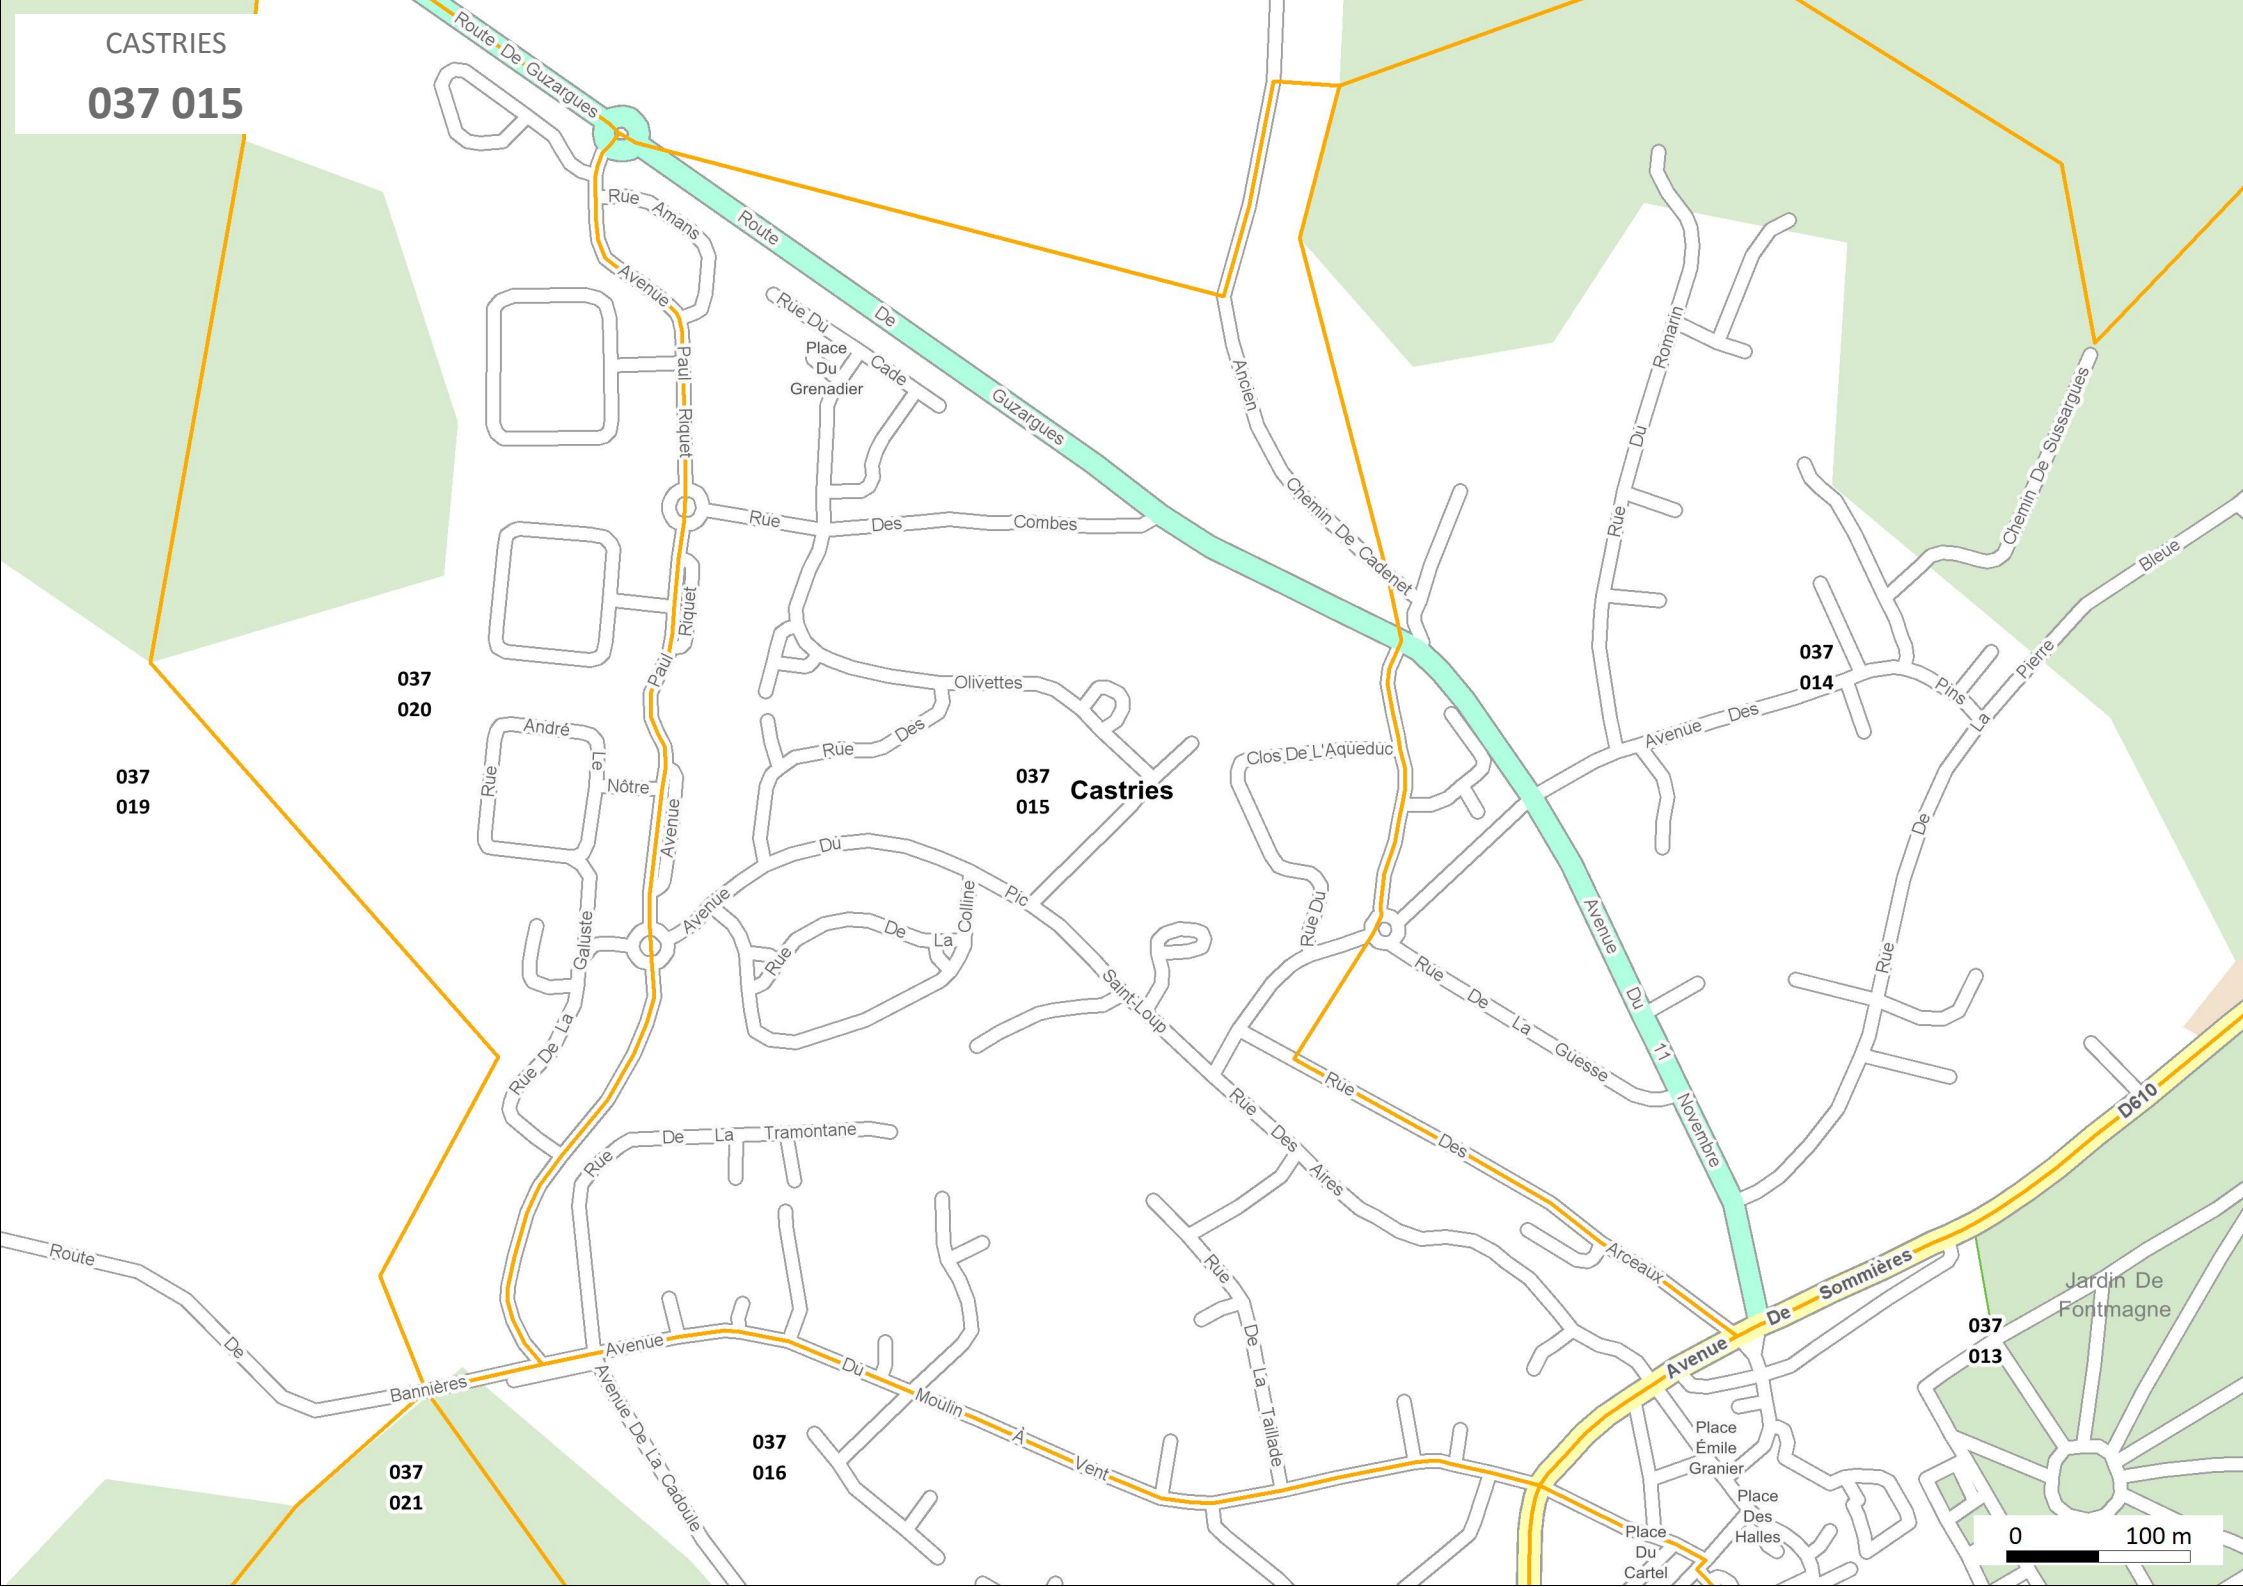 CASTRIES
037 015
Route De Guzargues
Rue Amans
Avenue Paul Riquet
Route De Guzargues
Rue Du Cade
Place
Du
Grenadier
Ancien Chemin De Cadenet
Rue Du Romarin
Chemin De Sussargues
Rue Des Combes
Riquet
Paul
Avenue
Olivettes
Rue Des
Rue De La Pierre Bleue
037
014
Avenue Des Pins
037
020
037
019
Rue André Le Nôtre
037
015
Castries
Clos De L'Aqueduc
Rue Du
Avenue Du Pic Saint-Loup
Rue De La Colline
Rue De La Galuste
Rue De La Guesse
Avenue Du 11 Novembre
D610
Rue Des Arceaux
Rue Des Aires
Rue De La Tramontane
Rue De La Taillade
Route De Bannières
Avenue Du Moulin À Vent
Avenue De La Cadoule
Avenue De Sommières
Jardin De
Fontmagne
037
013
037
016
037
021
Place
Émile
Granier
Place
Des
Halles
Place
Du
Cartel
0 100 m